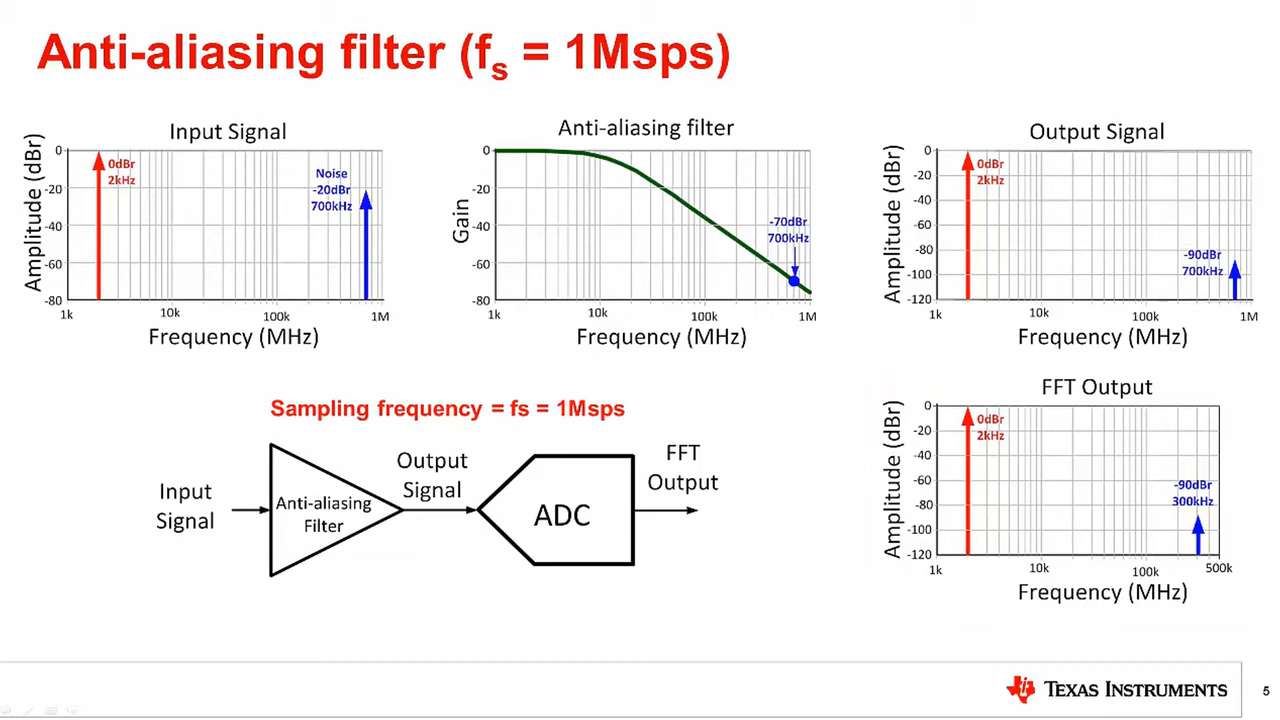 Anti-aliasing filter (fs = 1Msps)
Input Signal
Amplitude (dBr)
0
-20
-40
-60
-80
0dBr
2kHz
Noise
-20dBr
700kHz
1k
10k
100k
1M
Frequency (MHz)
Anti-aliasing filter
Gain
0
-20
-40
-60
-80
-70dBr
700kHz
1k
10k
100k
1M
Frequency (MHz)
Output Signal
Amplitude (dBr)
0
-20
-40
-60
-80
-100
-120
0dBr
2kHz
-90dBr
700kHz
1k
10k
100k
1M
Frequency (MHz)
Sampling frequency = fs = 1Msps
Input
Signal
Anti-aliasing
Filter
Output
Signal
ADC
FFT
Output
FFT Output
Amplitude (dBr)
0
-20
-40
-60
-80
-100
-120
0dBr
2kHz
-90dBr
300kHz
1k
10k
100k
500k
Frequency (MHz)
TEXAS INSTRUMENTS
5